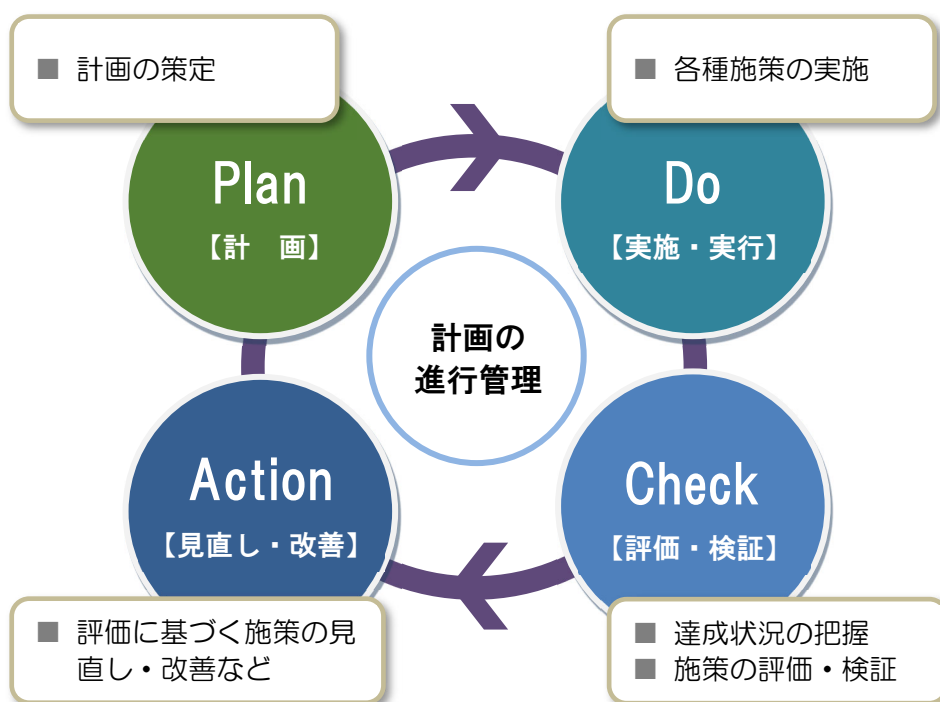 ■ 計画の策定
Plan
【計　画】
■ 各種施策の実施
Do
【実施・実行】
計画の
進行管理
Action
【見直し・改善】
■ 評価に基づく施策の見
直し・改善など
Check
【評価・検証】
■ 達成状況の把握
■ 施策の評価・検証